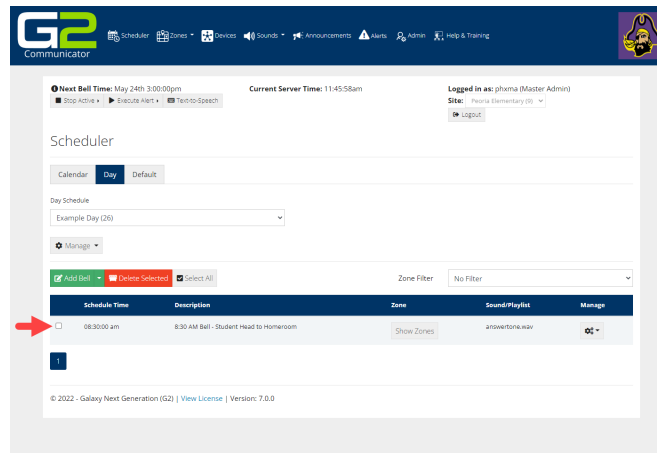 G2
Communicator
Scheduler Zones Devices Sounds Announcements Alerts Admin Help & Training
Next Bell Time: May 24th 3:00:00pm Current Server Time: 11:45:58am Logged in as: phxma (Master Admin)
Stop Active Execute Alert Text-to-Speech Site: Peoria Elementary (9)
Logout
Scheduler
Calendar Day Default
Day Schedule
Example Day (26)
Manage
Add Bell Delete Selected Select All Zone Filter No Filter
Schedule Time Description Zone Sound/Playlist Manage
08:30:00 am 8:30 AM Bell - Student Head to Homeroom Show Zones answertone.wav
1
© 2022 - Galaxy Next Generation (G2) | View License | Version: 7.0.0